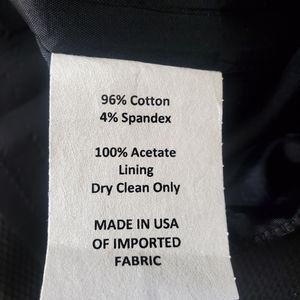 96% Cotton
4% Spandex
100% Acetate
Lining
Dry Clean Only
MADE IN USA
OF IMPORTED
FABRIC